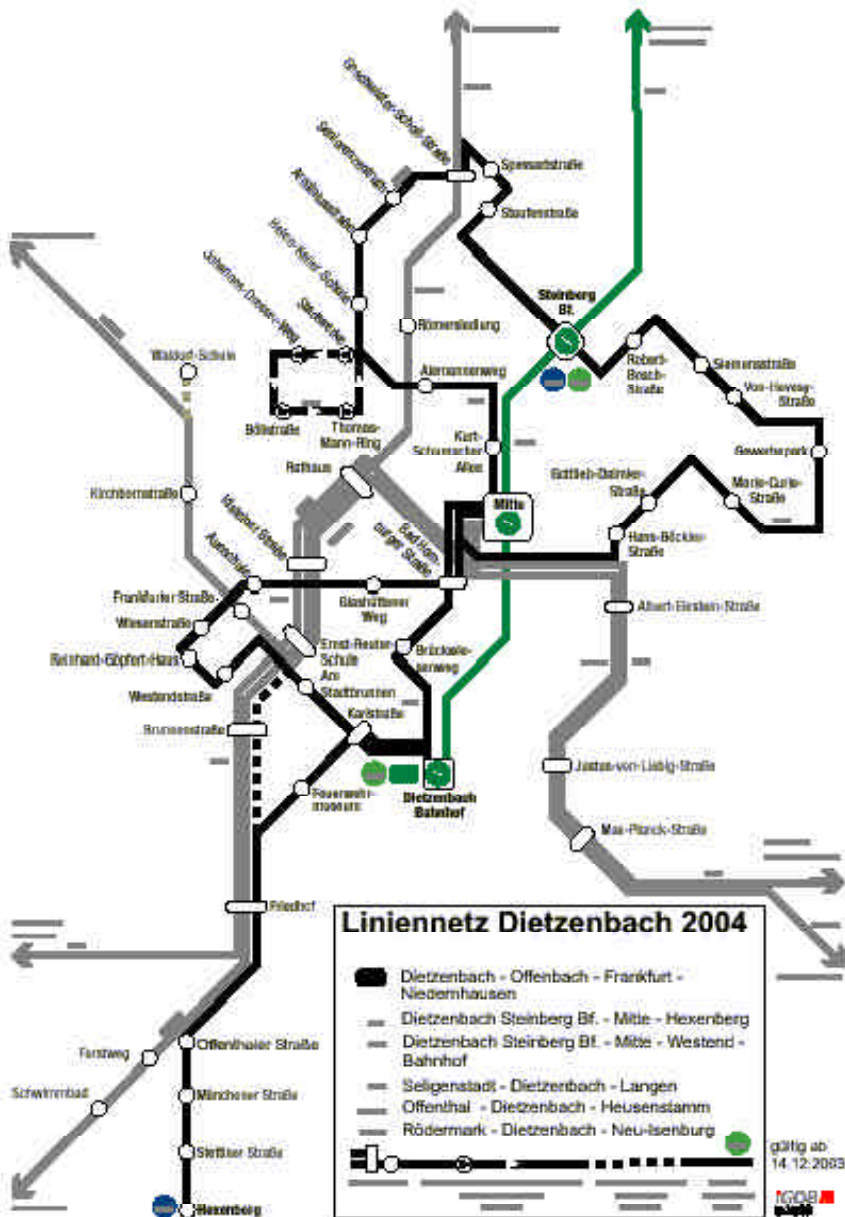 Spessartstraße
Staufenstraße
Steinberg
Bf.
Römersiedlung
Waldorf-Schule
Robert-
Bosch-
Straße
Siemensstraße
Von-Hevesy-
Straße
Alemannenweg
Böllstraße
Thomas-
Mann-Ring
Kurt-
Schumacher
Allee
Gewerbepark
Rathaus
Gottlieb-Daimler-
Straße
Marie-Curie-
Straße
Kirchbornstraße
Mitte
Hans-Böckler-
Straße
Frankfurter Straße
Glashüttener
Weg
Albert-Einstein-Straße
Wiesenstraße
Reinhard-Göpfert-Haus
Ernst-Reuter-
Schule
Am
Stadtbrunnen
Westendstraße
Karlstraße
Brunnenstraße
Justus-von-Liebig-Straße
Feuerwehr-
museum
Dietzenbach
Bahnhof
Max-Planck-Straße
Friedhof
Liniennetz Dietzenbach 2004
Dietzenbach - Offenbach - Frankfurt -
Niedernhausen
Dietzenbach Steinberg Bf. - Mitte - Hexenberg
Dietzenbach Steinberg Bf. - Mitte - Westend -
Bahnhof
Seligenstadt - Dietzenbach - Langen
Offenthal - Dietzenbach - Heusenstamm
Rödermark - Dietzenbach - Neu-Isenburg
gültig ab
14.12.2003
Offenthaler Straße
Forstweg
Schwimmbad
Münchener Straße
Stettiner Straße
Hexenberg